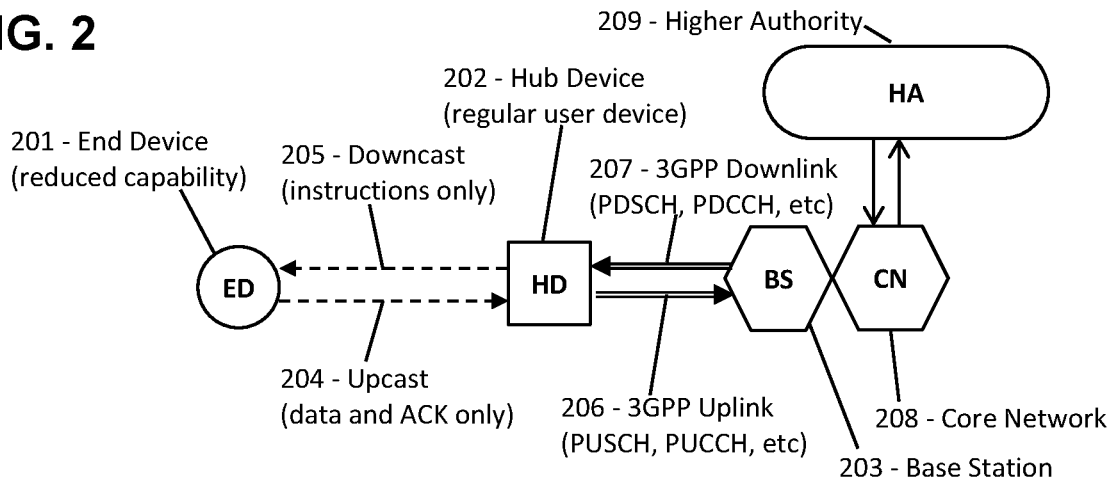 IG. 2
209 - Higher Authority
HA
202 - Hub Device
(regular user device)
201 - End Device
(reduced capability)
205 - Downcast
(instructions only)
207 - 3GPP Downlink
(PDSCH, PDCCH, etc)
ED
HD
BS
CN
204 - Upcast
(data and ACK only)
206 - 3GPP Uplink
(PUSCH, PUCCH, etc)
208 - Core Network
203 - Base Station